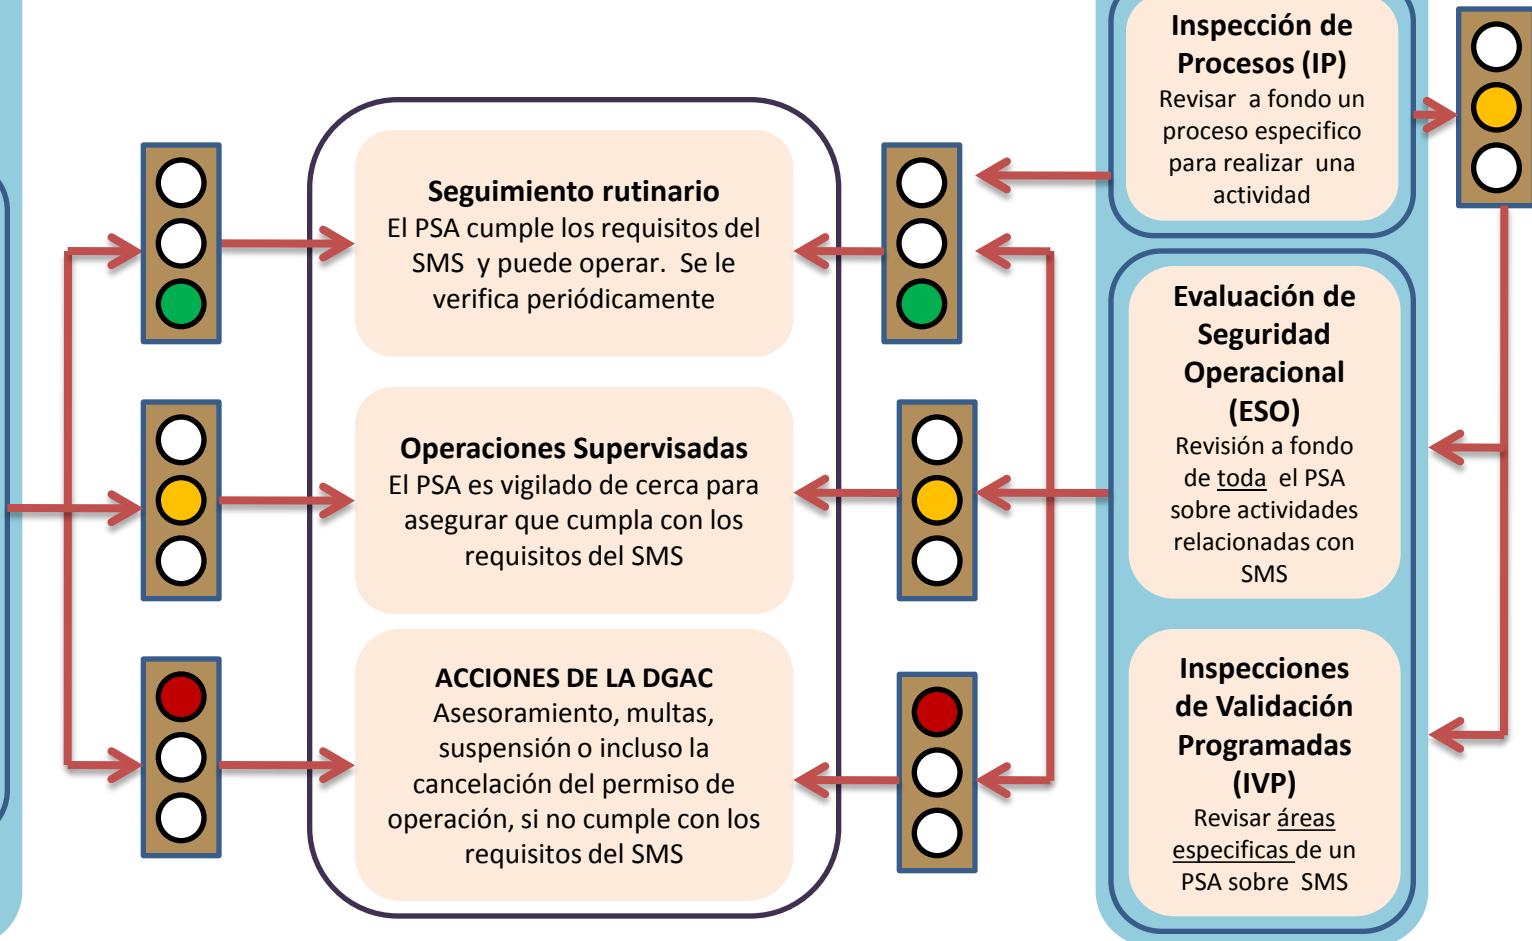 Seguimiento rutinario
El PSA cumple los requisitos del
SMS y puede operar. Se le
verifica periódicamente
Operaciones Supervisadas
El PSA es vigilado de cerca para
asegurar que cumpla con los
requisitos del SMS
ACCIONES DE LA DGAC
Asesoramiento, multas,
suspensión o incluso la
cancelación del permiso de
operación, si no cumple con los
requisitos del SMS
Inspección de
Procesos (IP)
Revisar a fondo un
proceso especifico
para realizar una
actividad
Evaluación de
Seguridad
Operacional
(ESO)
Revisión a fondo
de toda el PSA
sobre actividades
relacionadas con
SMS
Inspecciones
de Validación
Programadas
(IVP)
Revisar áreas
especificas de un
PSA sobre SMS